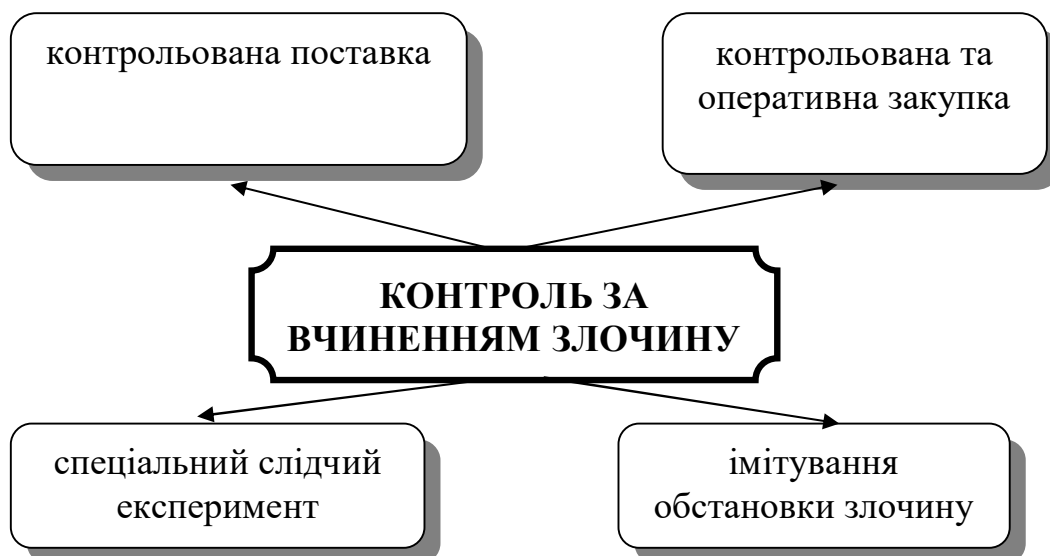 контрольована поставка
контрольована та
оперативна закупка
КОНТРОЛЬ ЗА
ВЧИНЕННЯМ ЗЛОЧИНУ
спеціальний слідчий
експеримент
імітування
обстановки злочину